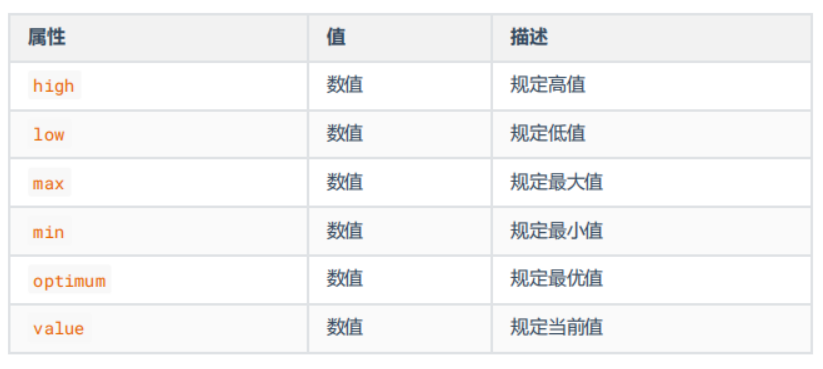 属性 值 描述
high 数值 规定高值
low 数值 规定低值
max 数值 规定最大值
min 数值 规定最小值
optimum 数值 规定最优值
value 数值 规定当前值